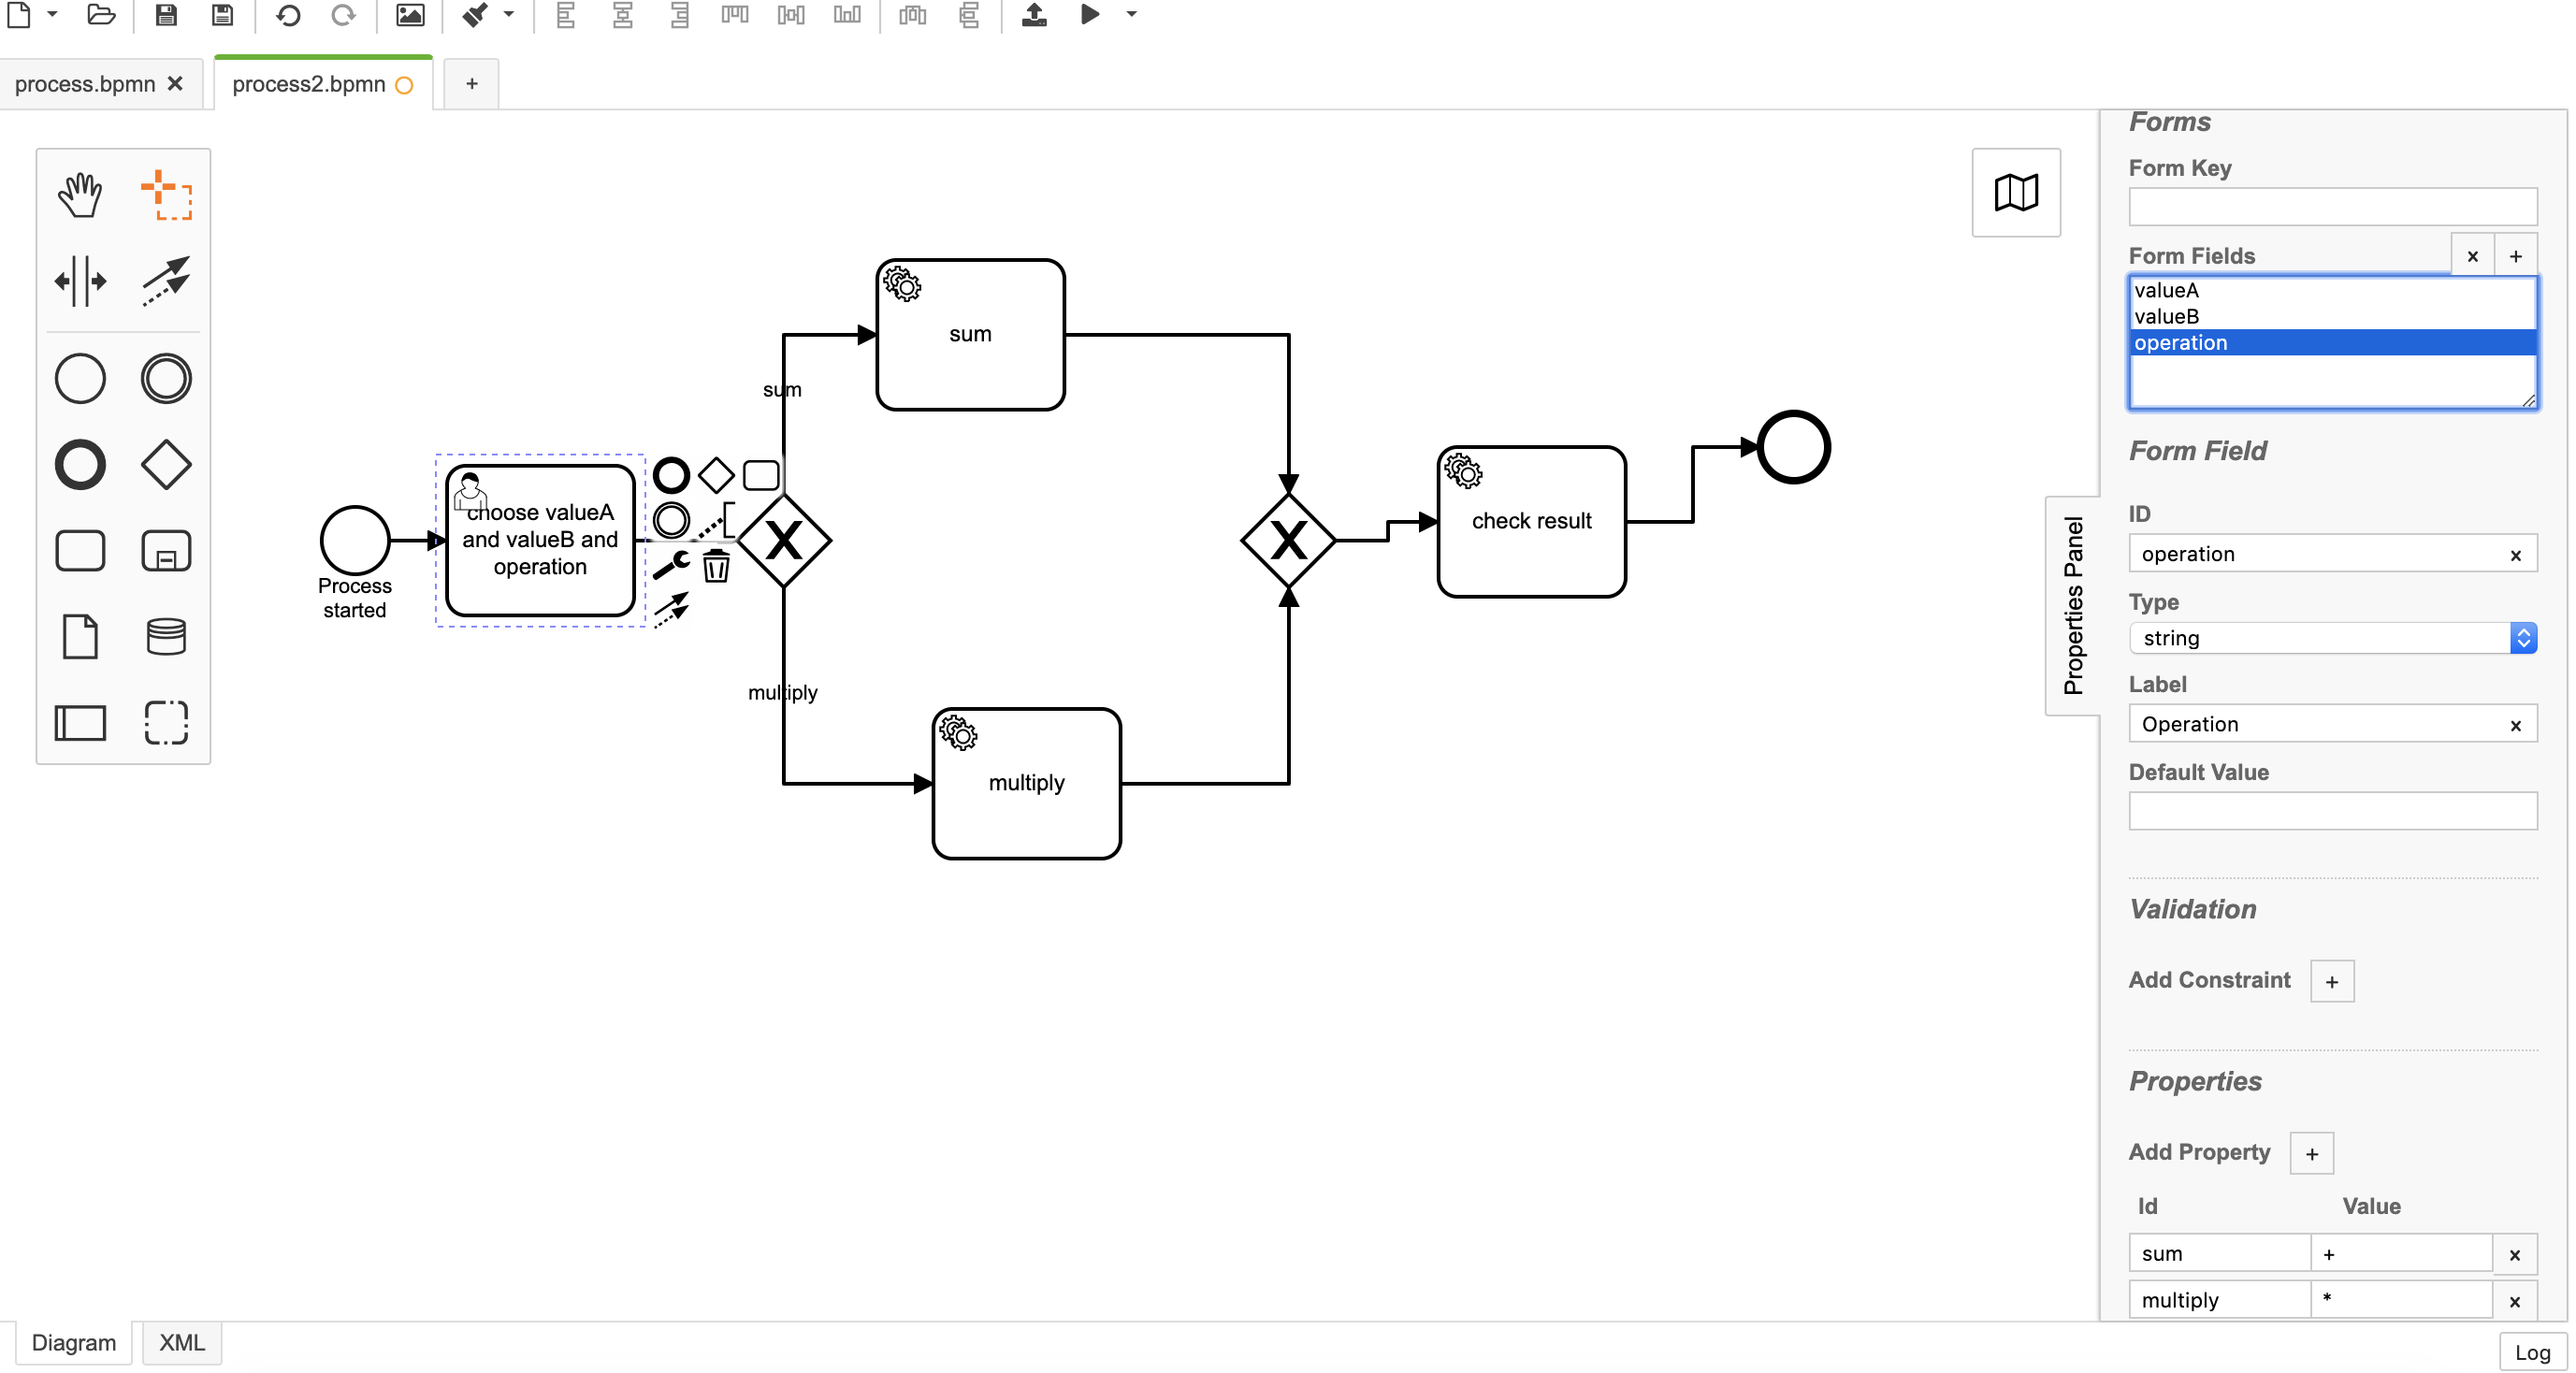 process.bpmn
process2.bpmn
+
Forms
Form Key
Form Fields
x +
valueA
valueB
operation
Form Field
ID
operation x
Type
string
Label
Operation x
Default Value
Validation
Add Constraint +
Properties
Add Property +
Id Value
sum + x
multiply * x
Properties Panel
sum
sum
choose valueA
and valueB and
operation
X
X
check result
Process
started
multiply
multiply
Diagram
XML
Log